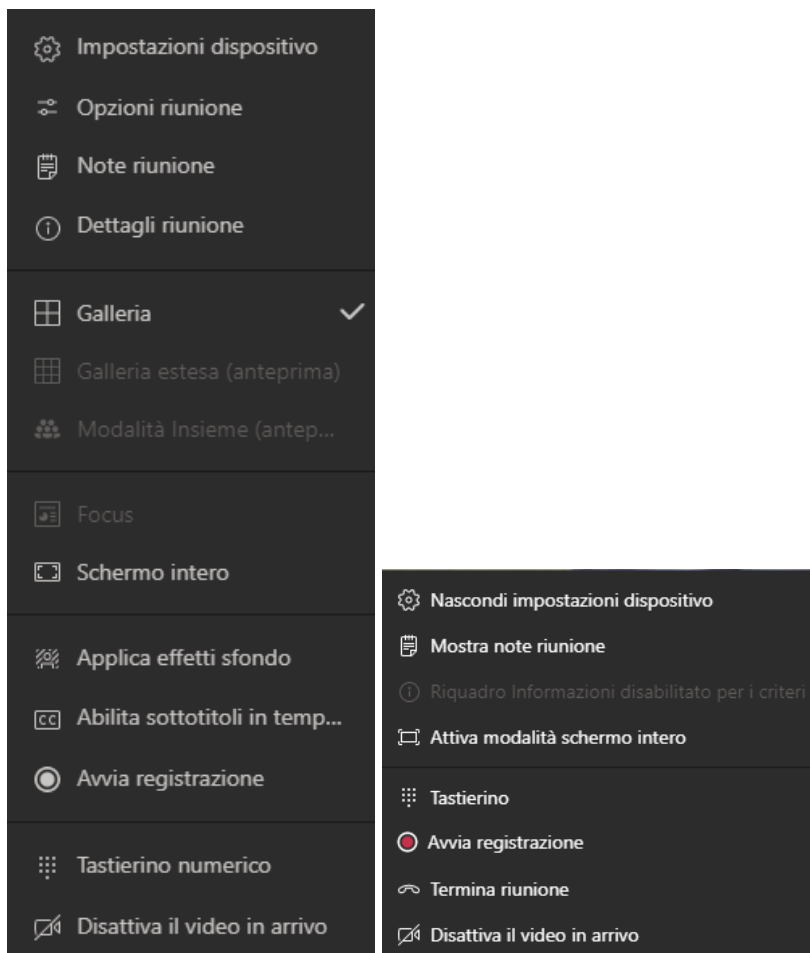 Impostazioni dispositivo
Opzioni riunione
Note riunione
Dettagli riunione
Galleria
Galleria estesa (anteprima)
Modalità Insieme (antep...
Focus
Schermo intero
Applica effetti sfondo
CC Abilita sottotitoli in temp...
Avvia registrazione
Tastierino numerico
Disattiva il video in arrivo
Nascondi impostazioni dispositivo
Mostra note riunione
Riquadro Informazioni disabilitato per i criteri
Attiva modalità schermo intero
Tastierino
Avvia registrazione
Termina riunione
Disattiva il video in arrivo